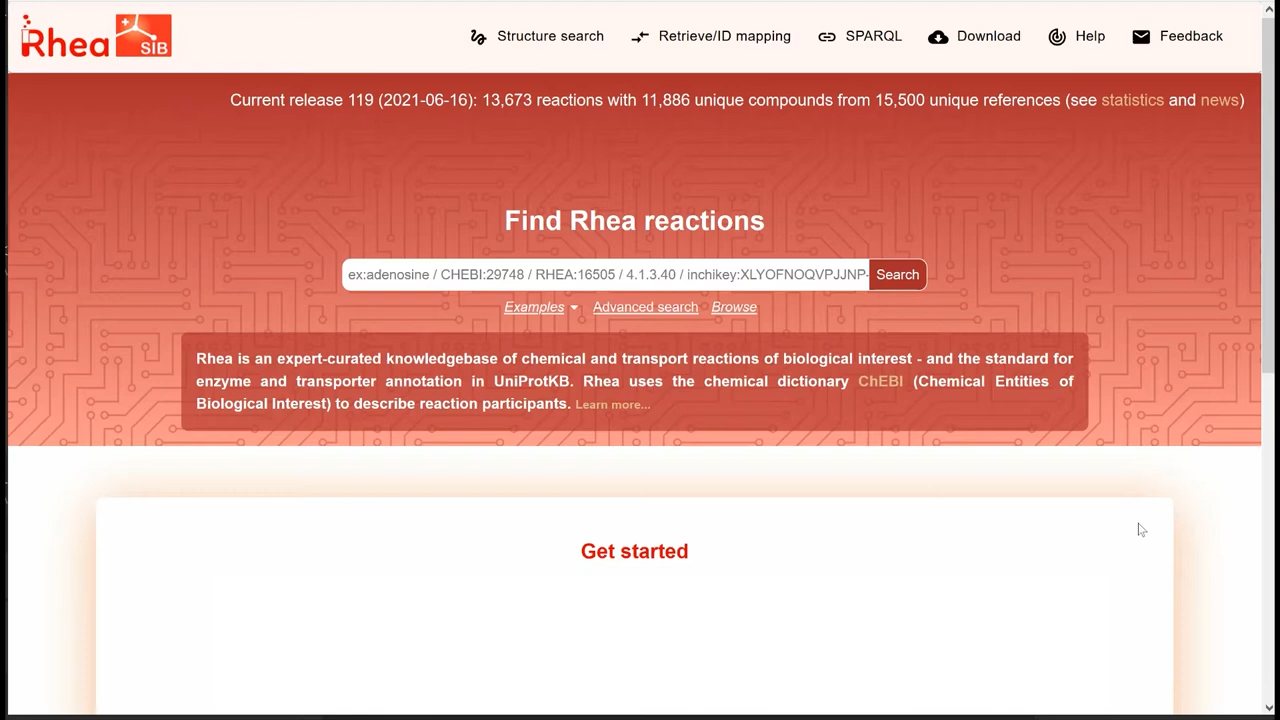 Rhea SIB
Structure search Retrieve/ID mapping SPARQL Download Help Feedback
Current release 119 (2021-06-16): 13,673 reactions with 11,886 unique compounds from 15,500 unique references (see statistics and news)
Find Rhea reactions
ex:adenosine / CHEBI:29748 / RHEA:16505 / 4.1.3.40 / inchikey:XLYOFNOQVPJJNP- Search
Examples Advanced search Browse
Rhea is an expert-curated knowledgebase of chemical and transport reactions of biological interest - and the standard for
enzyme and transporter annotation in UniProtKB. Rhea uses the chemical dictionary ChEBI (Chemical Entities of
Biological Interest) to describe reaction participants. Learn more...
Get started